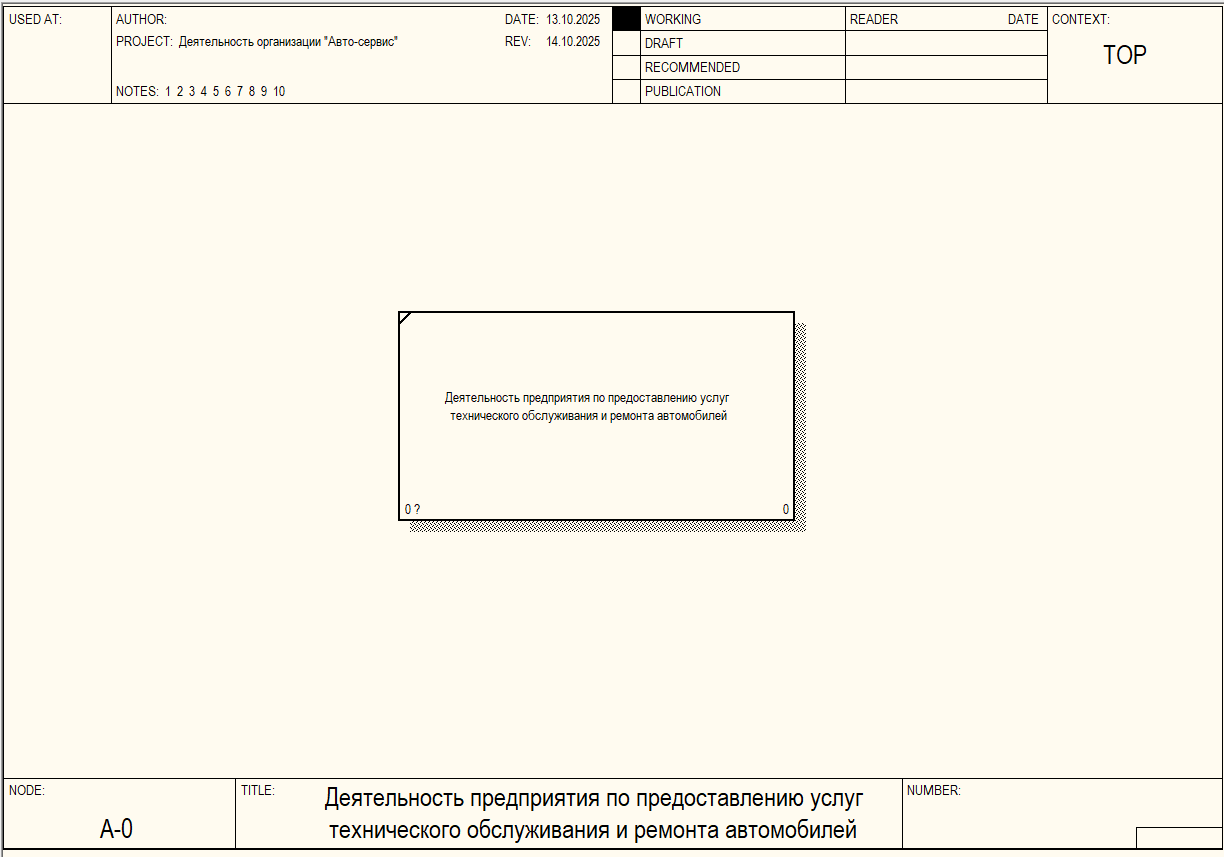 USED AT:
AUTHOR:
DATE: 13.10.2025
PROJECT: Деятельность организации "Авто-сервис"
REV: 14.10.2025
NOTES: 1 2 3 4 5 6 7 8 9 10
WORKING
DRAFT
RECOMMENDED
PUBLICATION
READER
DATE
CONTEXT:
TOP
Деятельность предприятия по предоставлению услуг
технического обслуживания и ремонта автомобилей
0 ?
0
NODE:
A-0
TITLE:
Деятельность предприятия по предоставлению услуг
технического обслуживания и ремонта автомобилей
NUMBER: